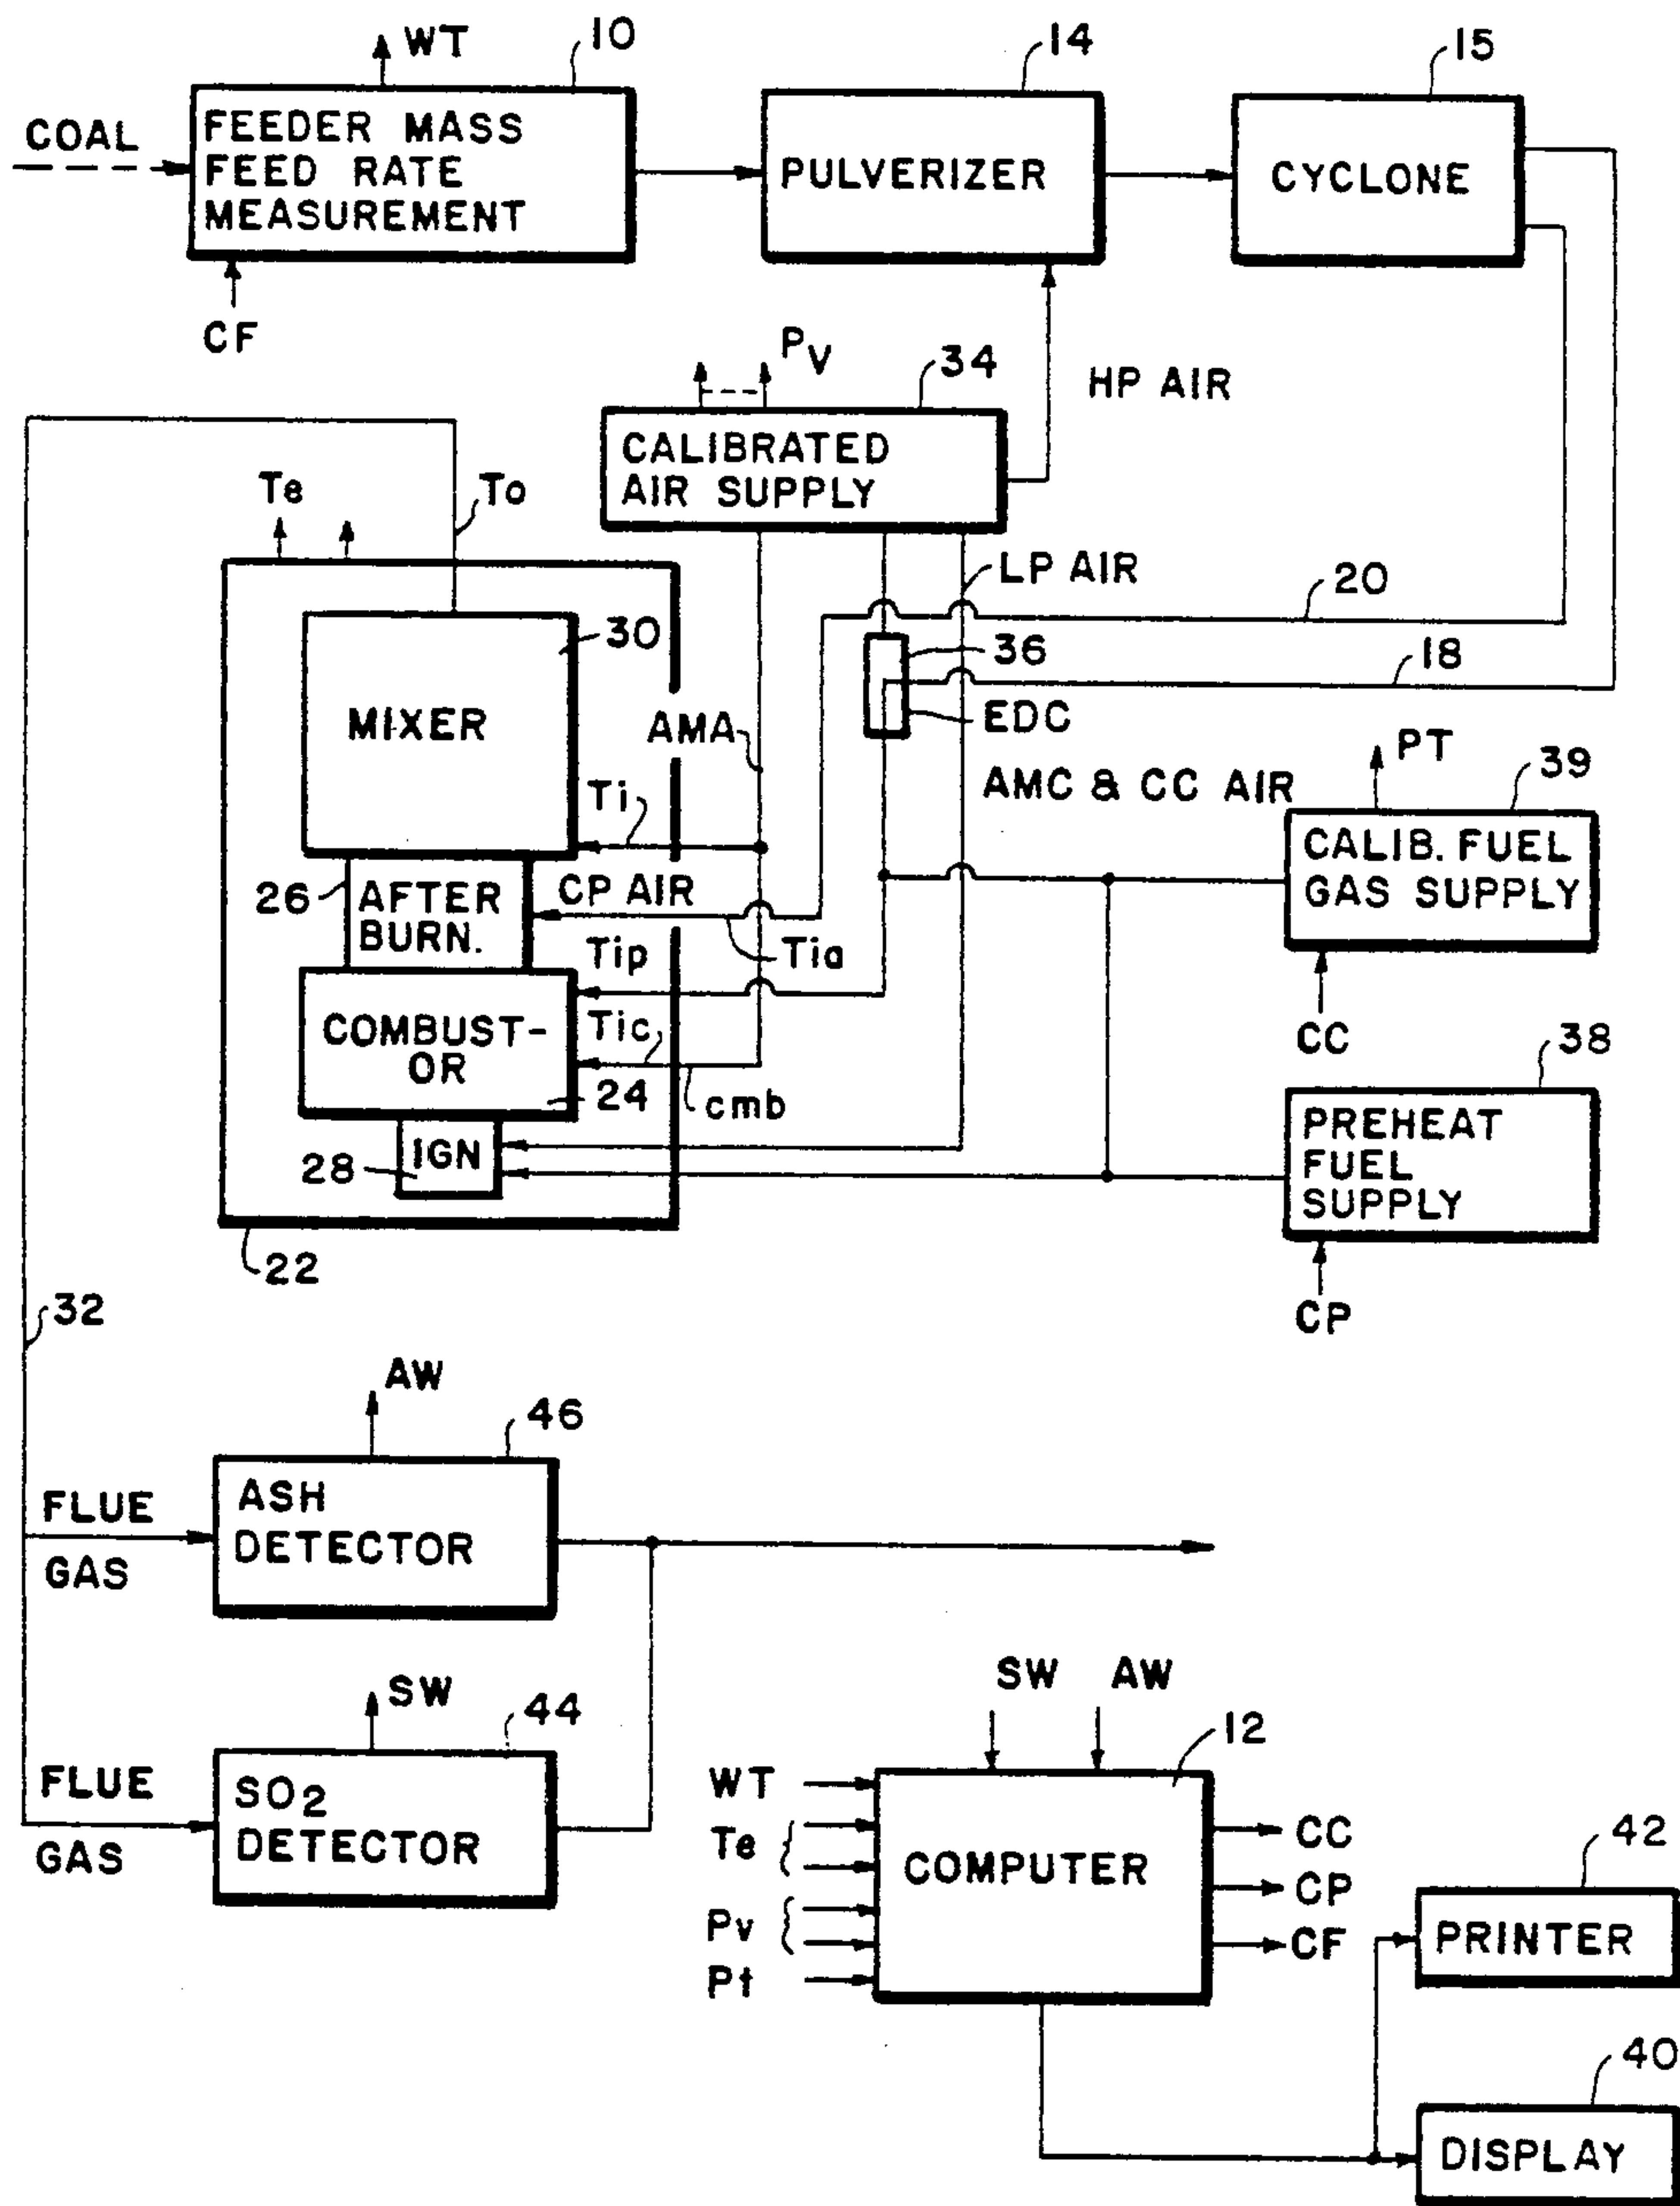 WT
10
14
15
COAL
FEEDER MASS
FEED RATE
MEASUREMENT
PULVERIZER
CYCLONE
CF
PV
34
HP AIR
CALIBRATED
AIR SUPPLY
Te
To
LP AIR
20
30
36
18
MIXER
AMA
EDC
PT
39
AMC & CC AIR
Ti
CALIB. FUEL
GAS SUPPLY
26
AFTER
BURN.
CP AIR
Tip
Tia
CC
COMBUST-
OR
Tic
38
24
cmb
PREHEAT
FUEL
SUPPLY
28
IGN
22
CP
32
AW
46
FLUE
GAS
ASH
DETECTOR
SW
44
SW
AW
12
FLUE
GAS
SO2
DETECTOR
WT
Te
Pv
Pt
COMPUTER
CC
CP
CF
42
PRINTER
40
DISPLAY